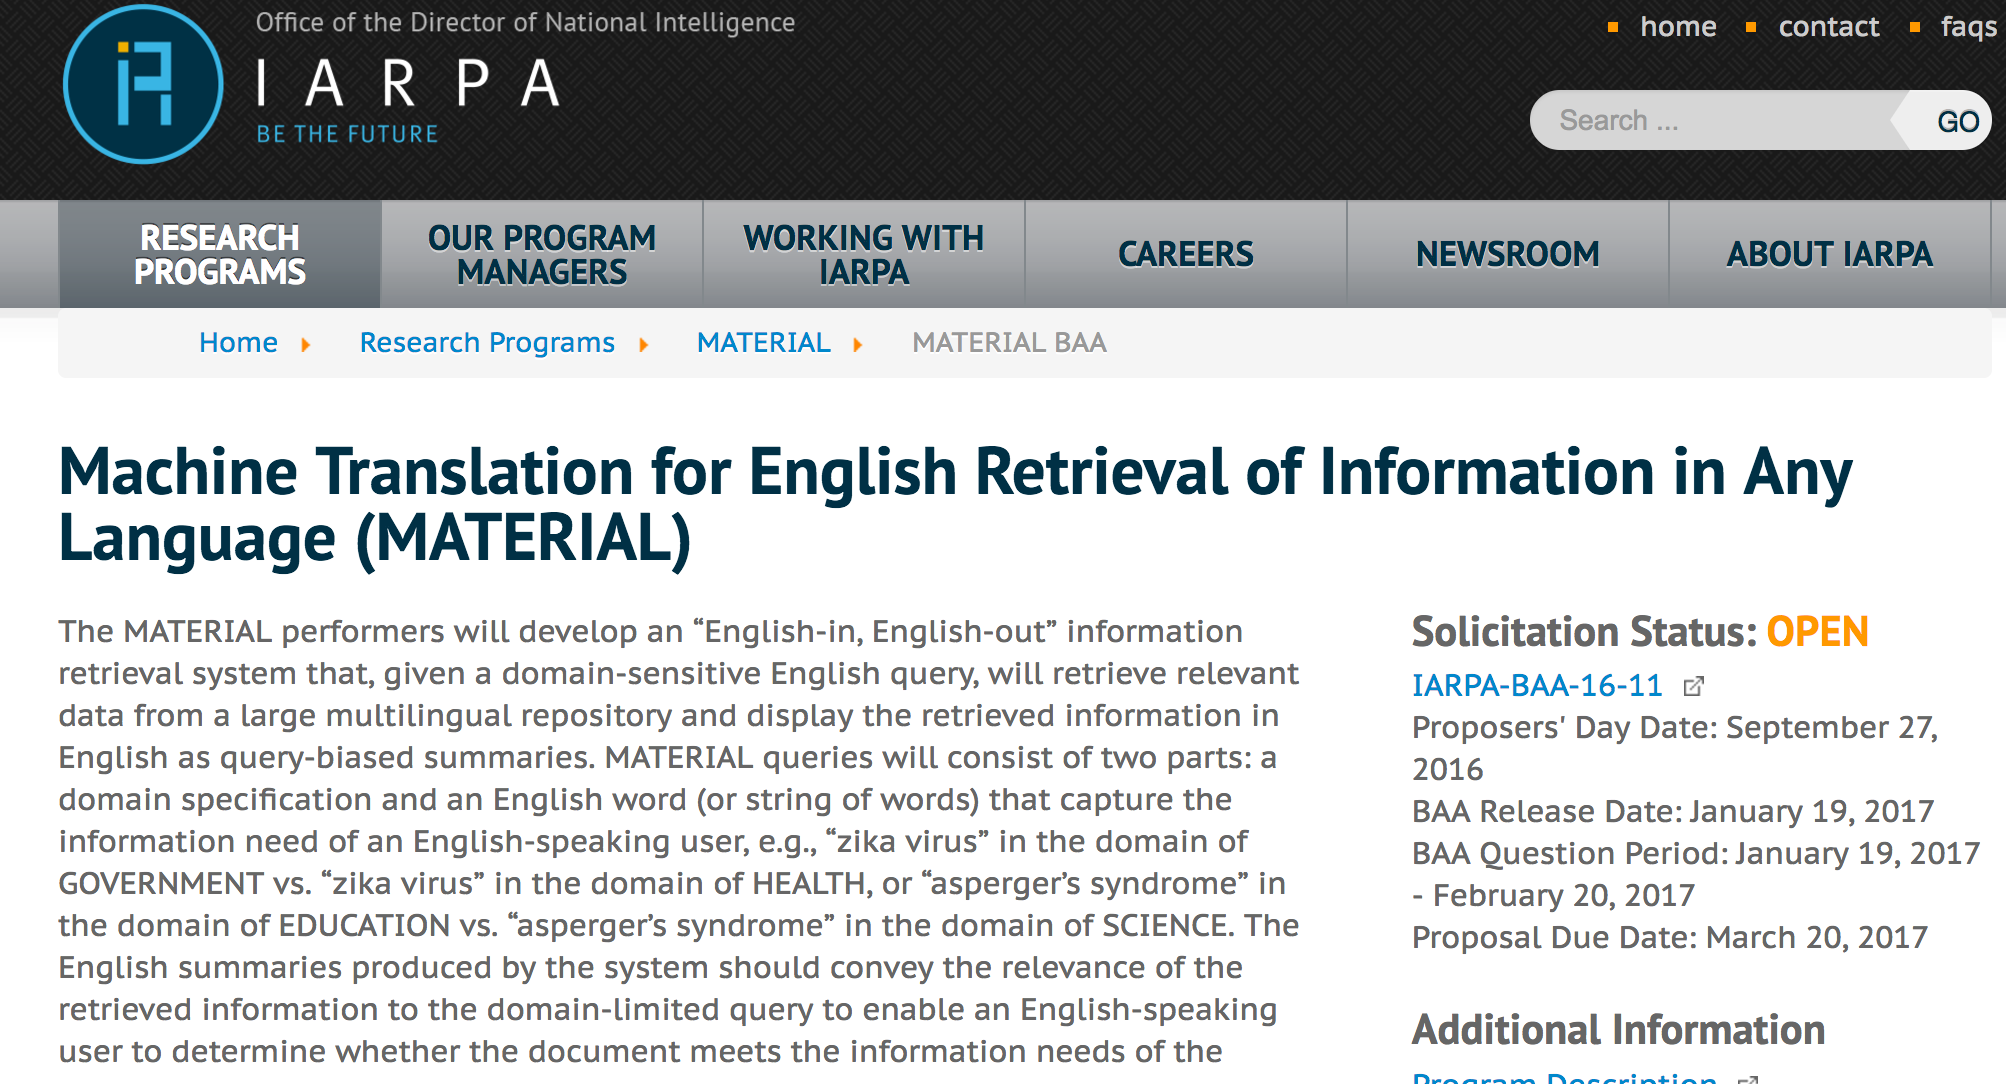 Office of the Director of National Intelligence
IARPA
BE THE FUTURE
home
contact
faqs
Search ...
GO
RESEARCH
PROGRAMS
OUR PROGRAM
MANAGERS
WORKING WITH
IARPA
CAREERS
NEWSROOM
ABOUT IARPA
Home
Research Programs
MATERIAL
MATERIAL BAA
Machine Translation for English Retrieval of Information in Any
Language (MATERIAL)
The MATERIAL performers will develop an “English-in, English-out” information
retrieval system that, given a domain-sensitive English query, will retrieve relevant
data from a large multilingual repository and display the retrieved information in
English as query-biased summaries. MATERIAL queries will consist of two parts: a
domain specification and an English word (or string of words) that capture the
information need of an English-speaking user, e.g., “zika virus” in the domain of
GOVERNMENT vs. “zika virus” in the domain of HEALTH, or “asperger’s syndrome” in
the domain of EDUCATION vs. “asperger’s syndrome” in the domain of SCIENCE. The
English summaries produced by the system should convey the relevance of the
retrieved information to the domain-limited query to enable an English-speaking
user to determine whether the document meets the information needs of the
Solicitation Status: OPEN
IARPA-BAA-16-11
Proposers' Day Date: September 27,
2016
BAA Release Date: January 19, 2017
BAA Question Period: January 19, 2017
- February 20, 2017
Proposal Due Date: March 20, 2017
Additional Information
Program Description